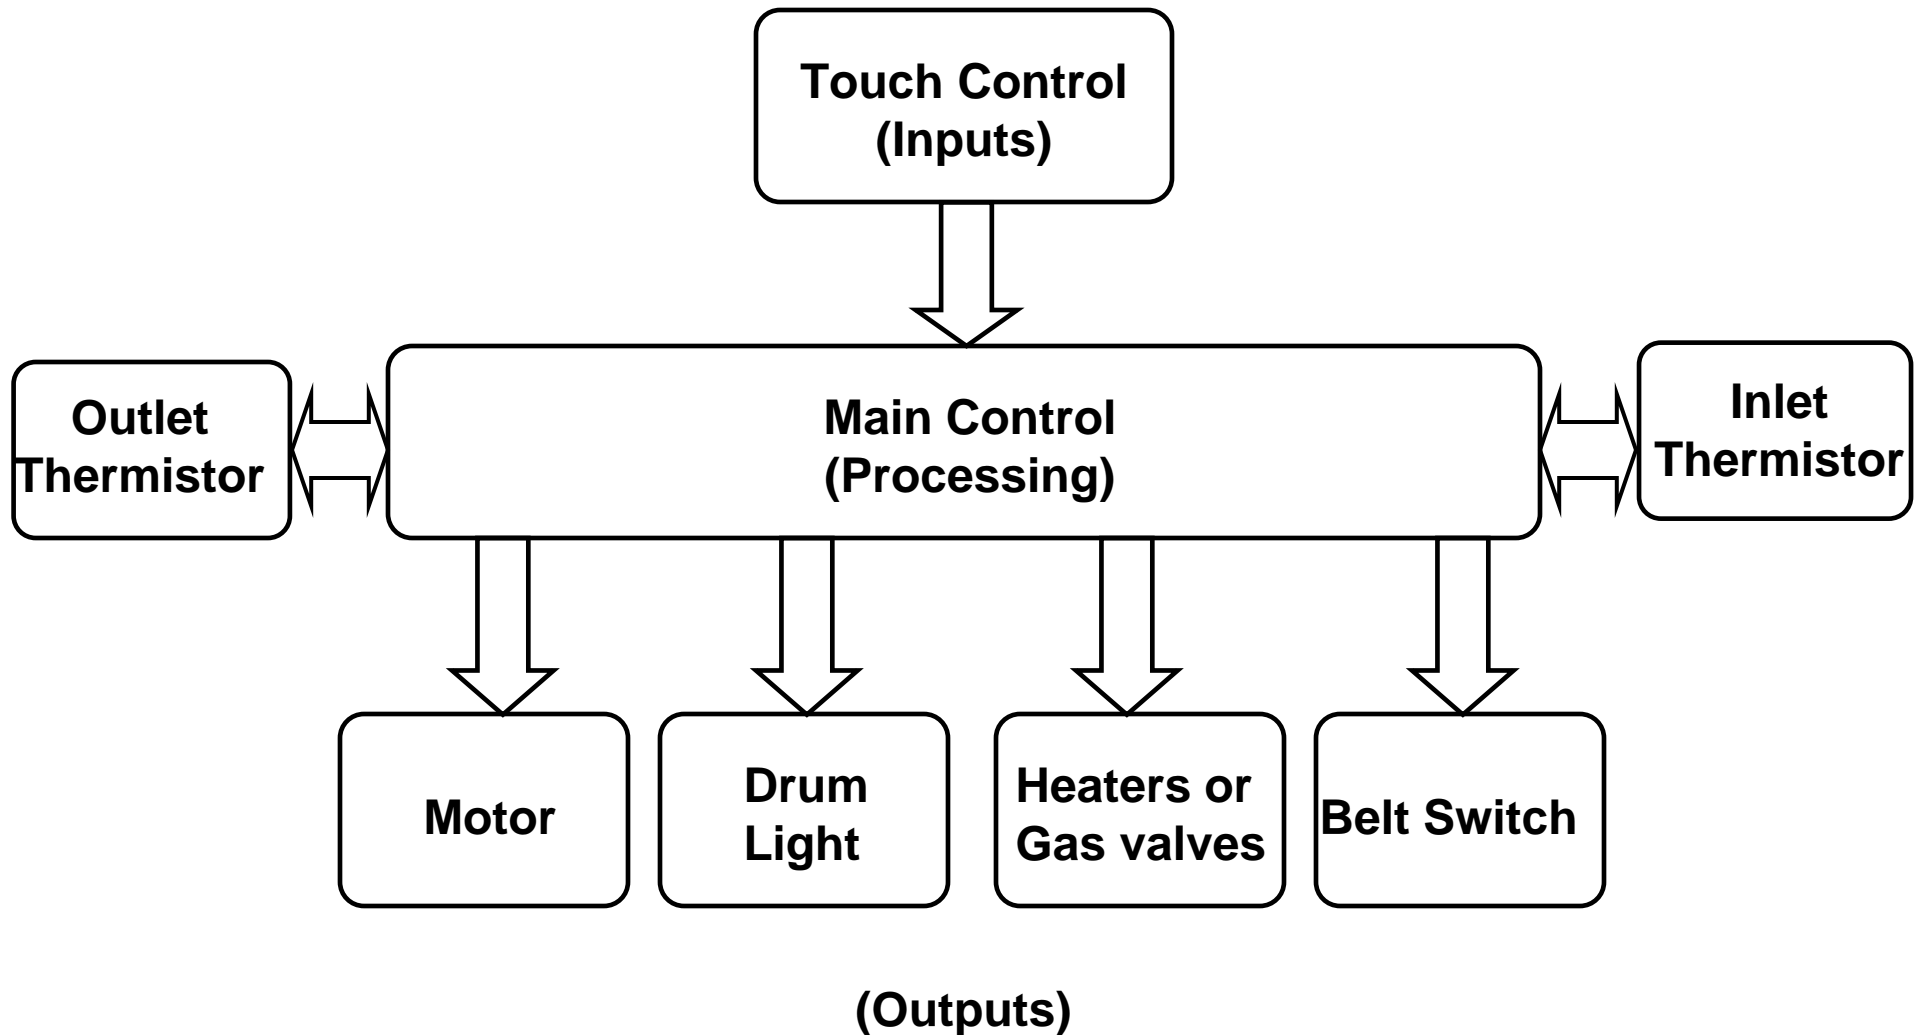 Touch Control
(Inputs)
Outlet
Thermistor
Main Control
(Processing)
Inlet
Thermistor
Motor
Drum
Light
Heaters or
Gas valves
Belt Switch
(Outputs)